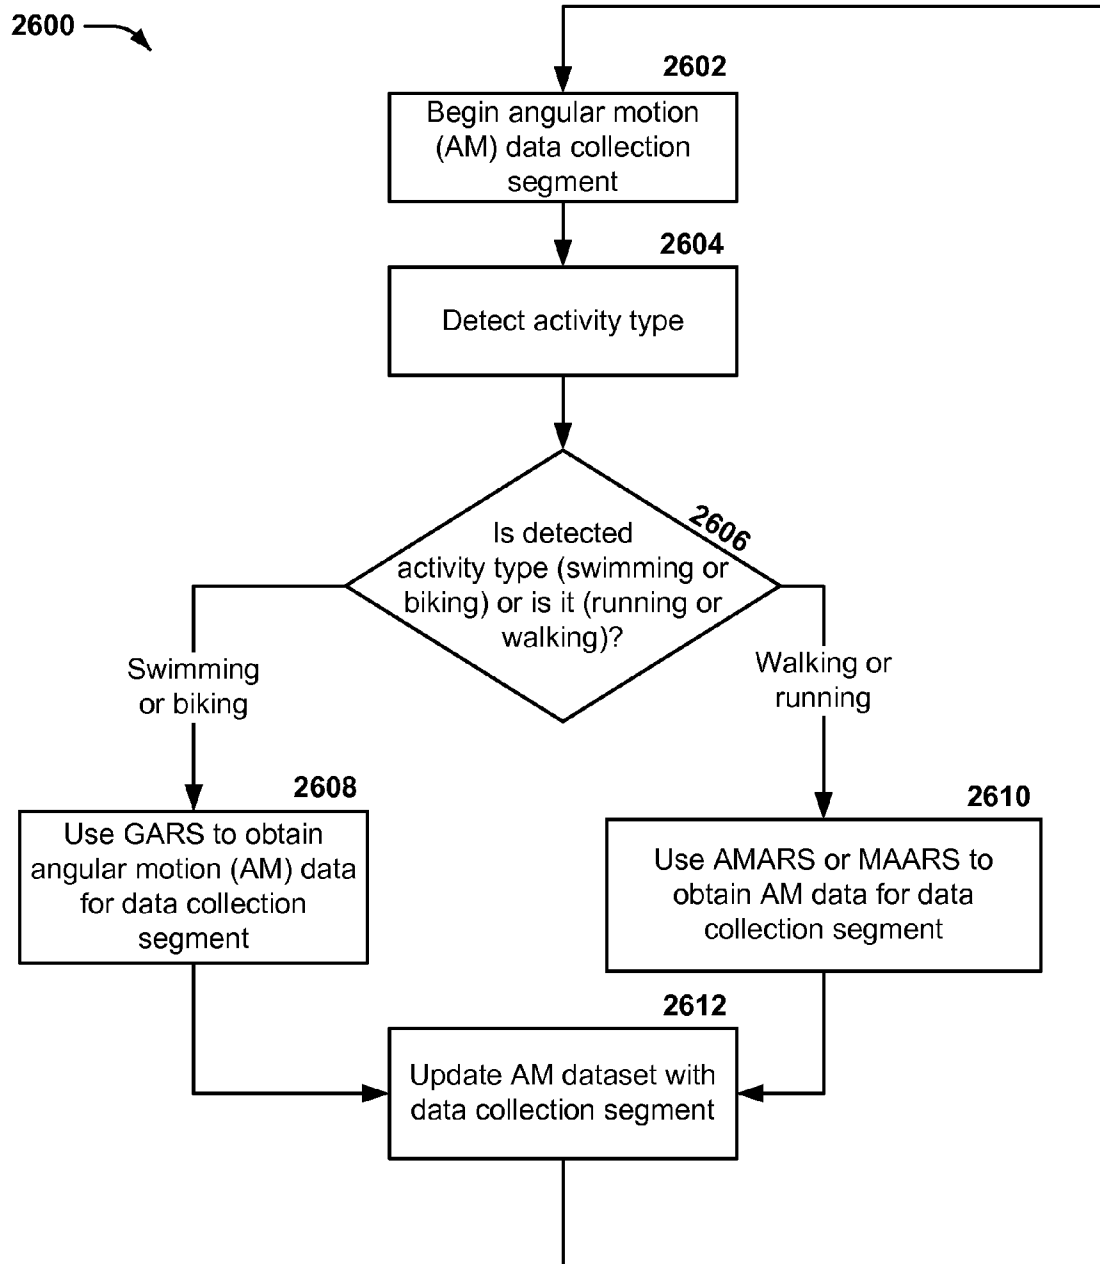 2600
2602
Begin angular motion
(AM) data collection
segment
2604
Detect activity type
2606
Is detected
activity type (swimming or
biking) or is it (running or
walking)?
Swimming
or biking
Walking or
running
2608
Use GARS to obtain
angular motion (AM) data
for data collection
segment
2610
Use AMARS or MAARS to
obtain AM data for data
collection segment
2612
Update AM dataset with
data collection segment